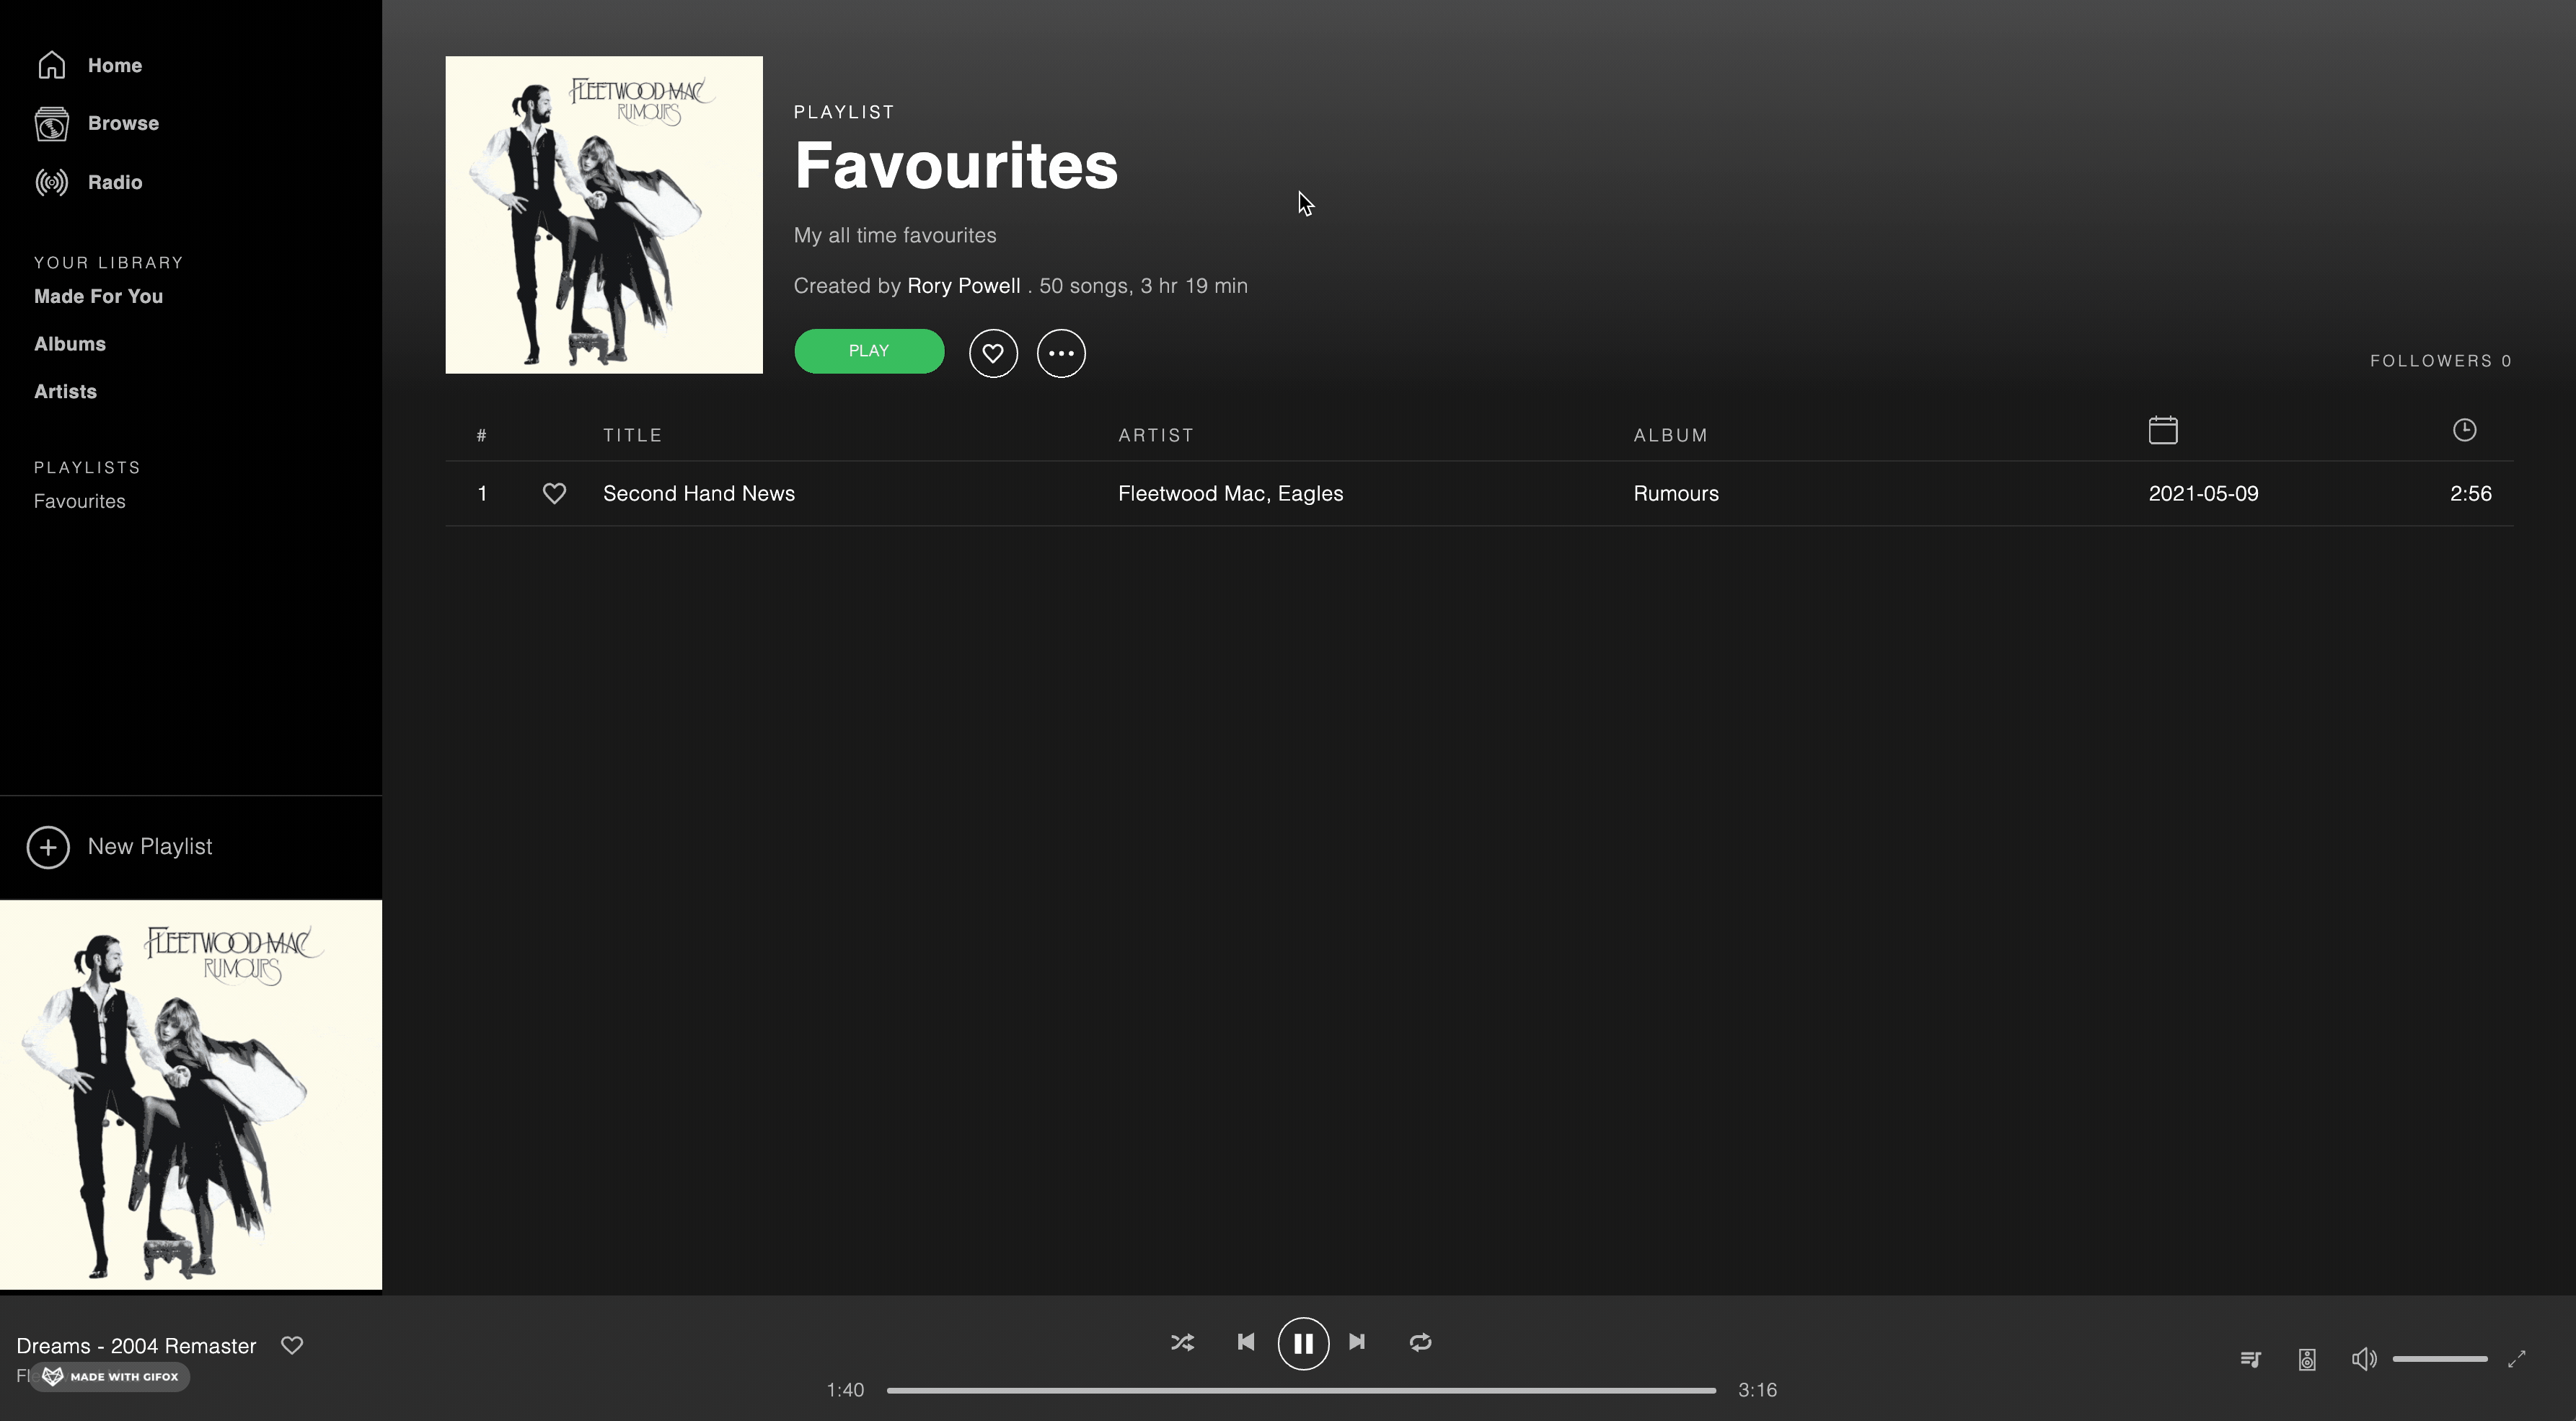 Home
Browse
Radio
YOUR LIBRARY
Made For You
Albums
Artists
PLAYLISTS
Favourites
New Playlist
FLEETWOOD MAC
RUMOURS
FLEETWOOD MAC
RUMOURS
PLAYLIST
Favourites
My all time favourites
Created by Rory Powell . 50 songs, 3 hr 19 min
PLAY
FOLLOWERS 0
# TITLE ARTIST ALBUM
1 Second Hand News Fleetwood Mac, Eagles Rumours 2021-05-09 2:56
Dreams - 2004 Remaster
MADE WITH GIFOX
1:40 3:16